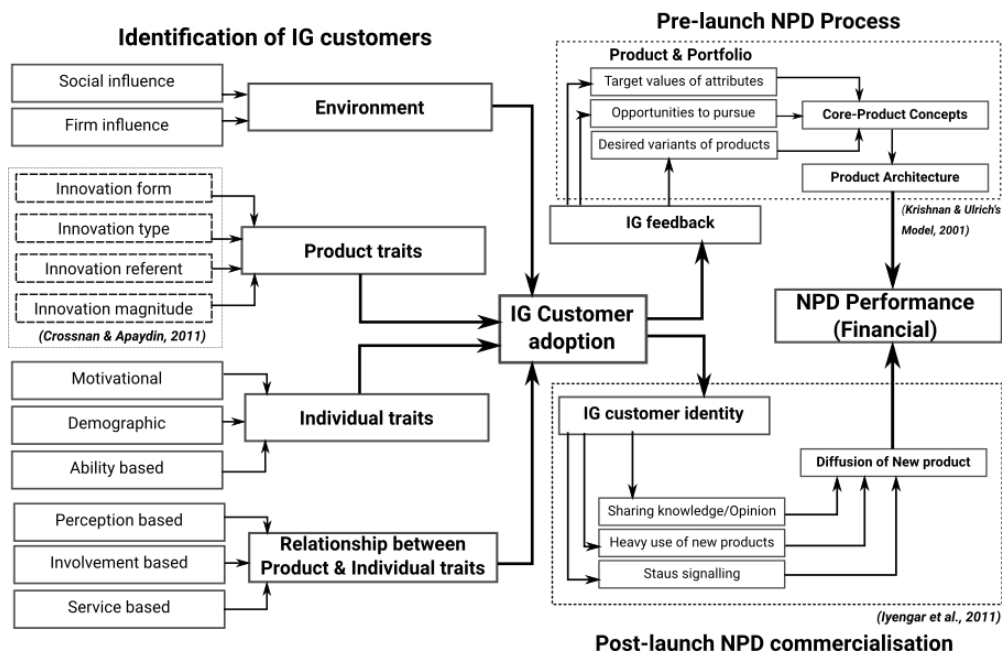 Identification of IG customers
Social influence
Firm influence
Environment
Innovation form
Innovation type
Innovation referent
Innovation magnitude
(Crossnan & Apaydin, 2011)
Product traits
Motivational
Demographic
Ability based
Individual traits
Perception based
Involvement based
Service based
Relationship between
Product & Individual traits
IG Customer
adoption
Pre-launch NPD Process
Product & Portfolio
Target values of attributes
Opportunities to pursue
Desired variants of products
Core-Product Concepts
Product Architecture
(Krishnan & Ulrich's
Model, 2001)
IG feedback
NPD Performance
(Financial)
IG customer identity
Diffusion of New product
Sharing knowledge/Opinion
Heavy use of new products
Staus signalling
(Iyengar et al., 2011)
Post-launch NPD commercialisation